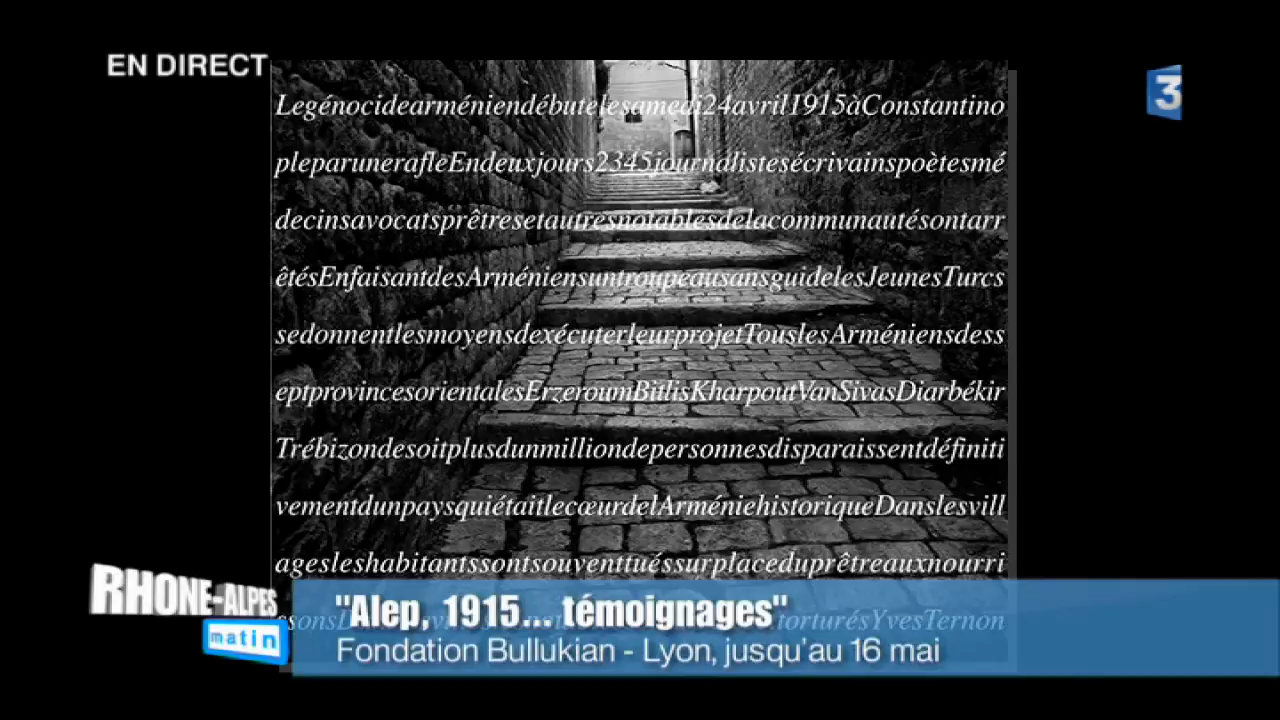 EN DIRECT
3
Legénocidearméniendébutelesamedi24avril1915àConstantino
pleparunerafleEndeuxjours2345journalistesécrivainspoètesmé
decinsavocatsprêtresetautresnotablesdelacommunautésontarr
êtésEnfaisantdesArméniensuntroupeausansguidelesJeunesTurcs
sedonnentlesmoyensdexécuterleurprojetTouslesArméniensdess
eptprovincesorientalesErzeroumBitlisKharpoutVanSivasDiarbékir
Trébizondesoitplusdunmilliondepersonnesdisparaissentdéfiniti
vementdunpaysquiétaitlecœurdelArméniehistoriqueDanslesvill
agesleshabitantssontsouventtuéssurplaceduprêtreauxnourri
torturésYvesTernon
RHONE-ALPES
matin
"Alep, 1915... témoignages"
Fondation Bullukian - Lyon, jusqu'au 16 mai